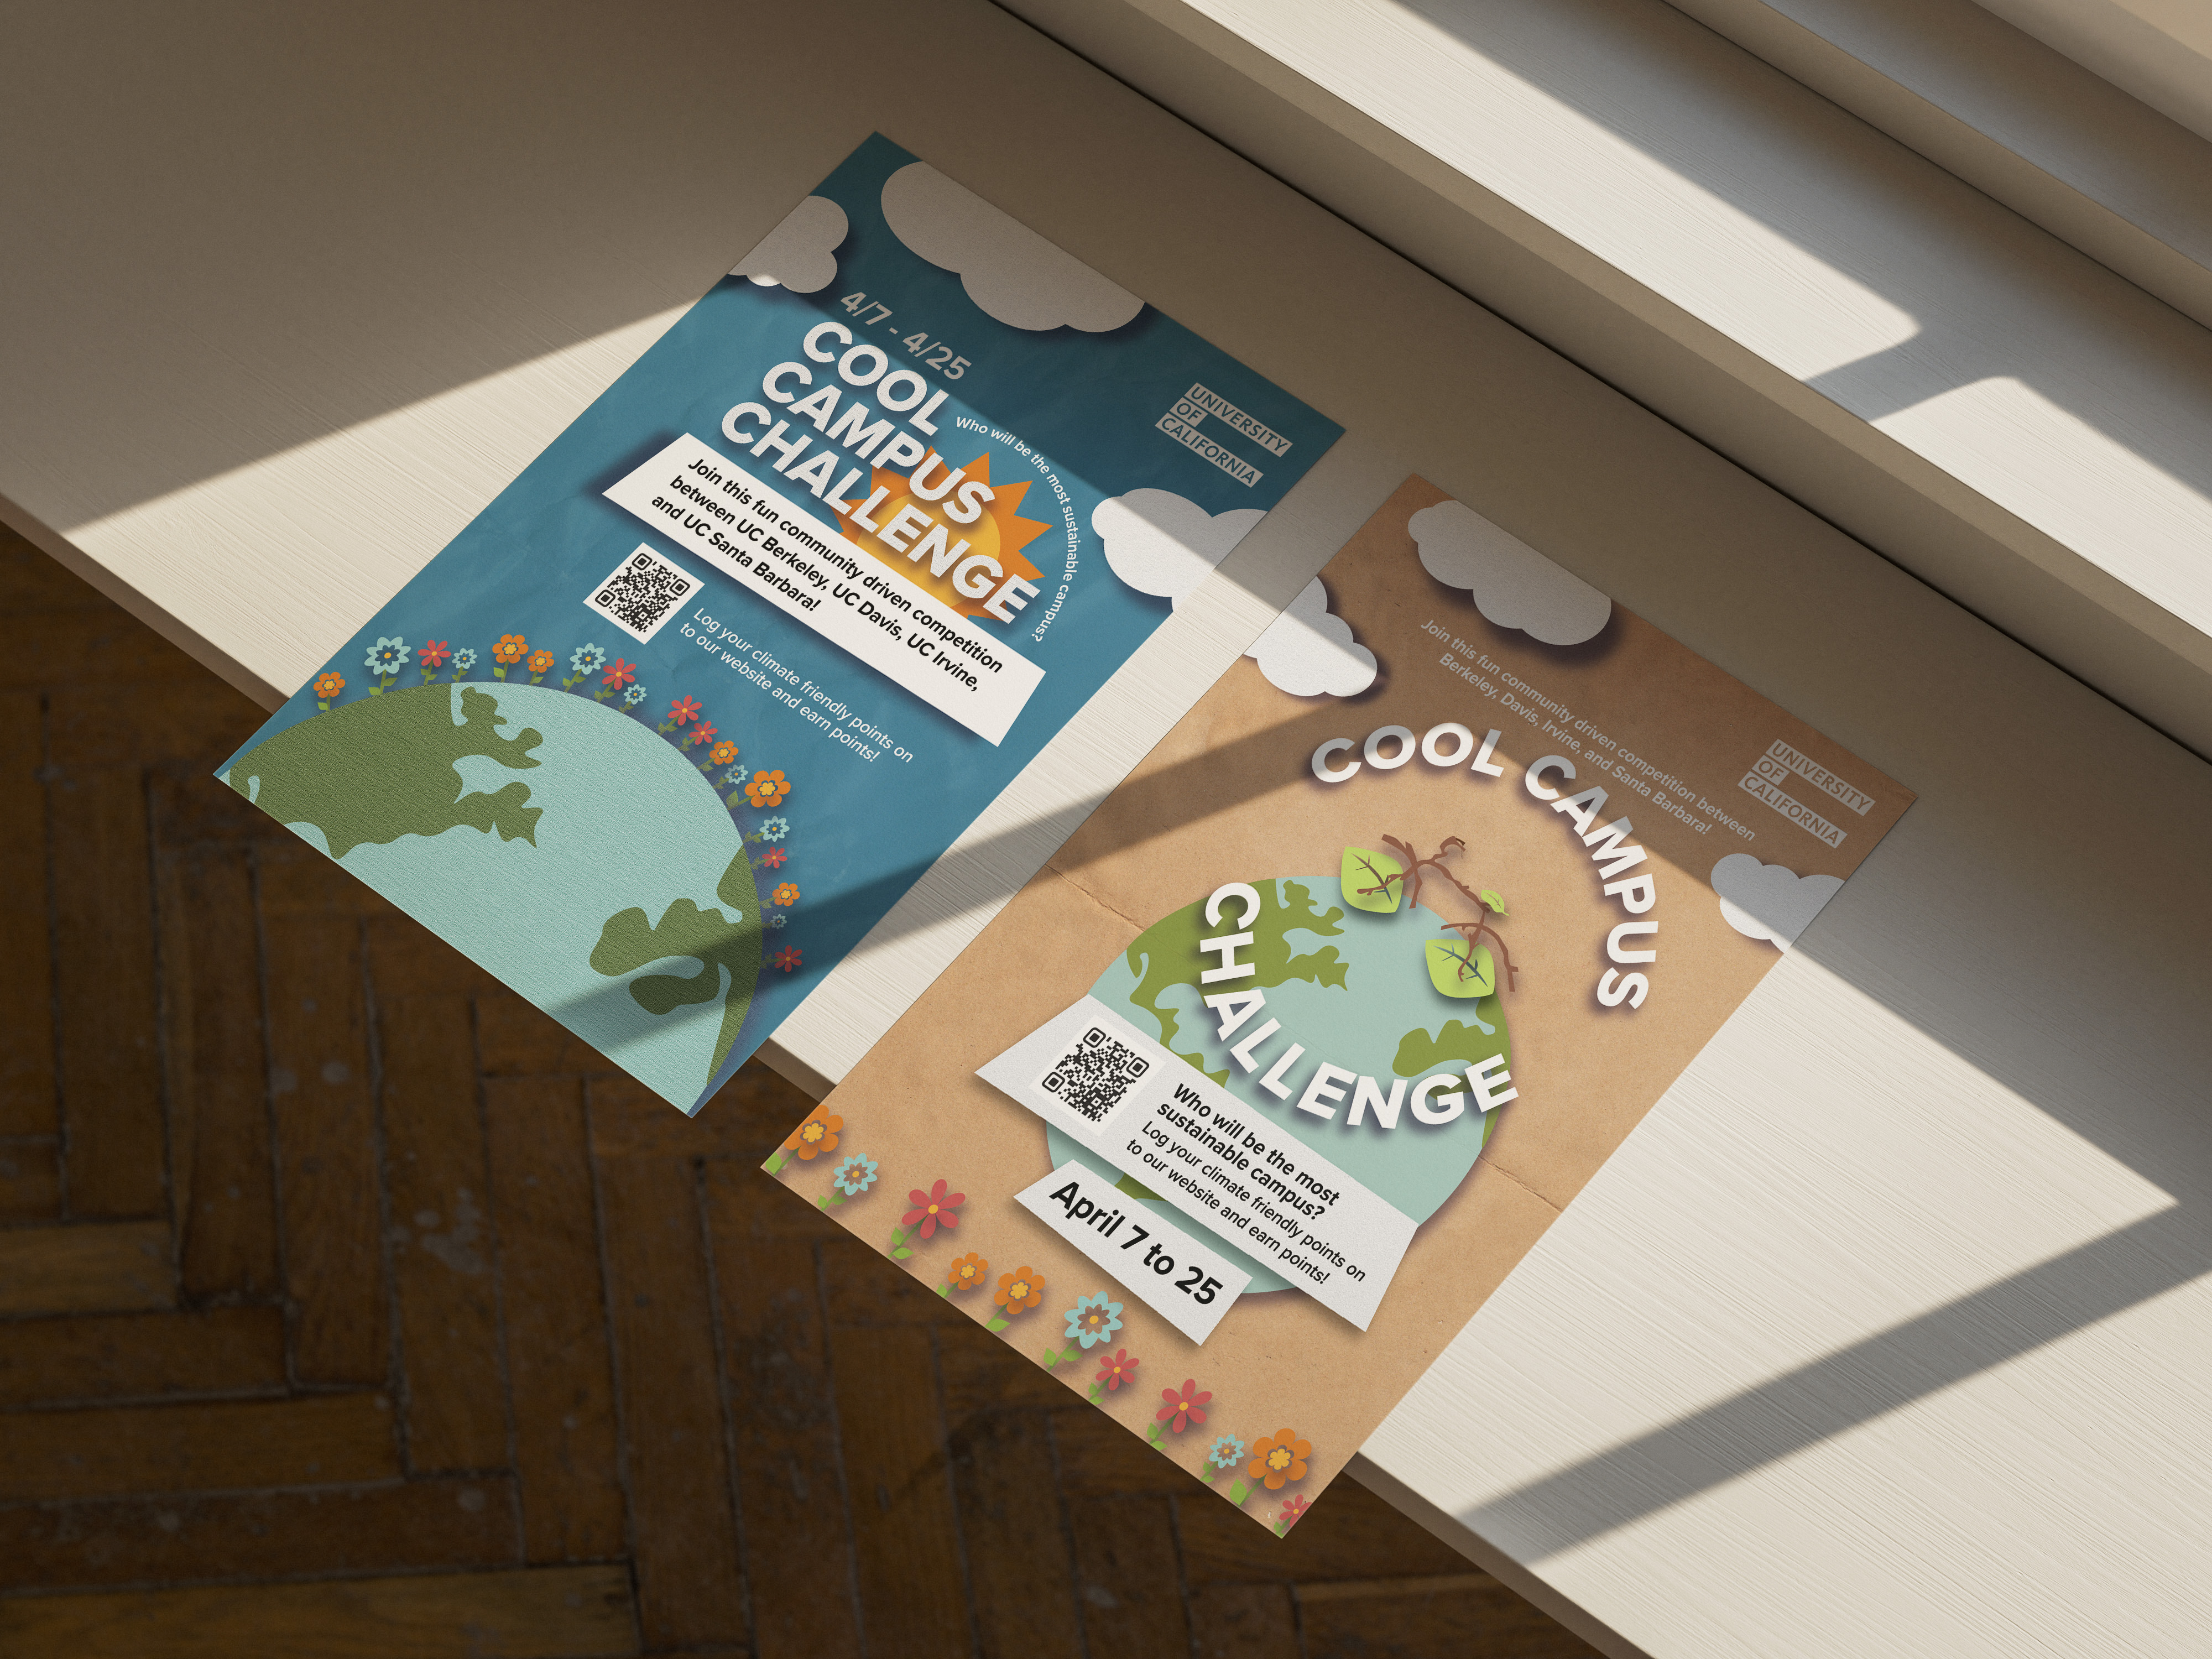 4/7 - 4/25
COOL
CAMPUS
CHALLENGE
Who will be the most sustainable campus?
UNIVERSITY
OF
CALIFORNIA
Join this fun community driven competition
between UC Berkeley, UC Davis, UC Irvine,
and UC Santa Barbara!
Log your climate friendly points on
to our website and earn points!
Join this fun community driven competition between
Berkeley, Davis, Irvine, and Santa Barbara!
UNIVERSITY
OF
CALIFORNIA
COOL CAMPUS
CHALLENGE
Who will be the most
sustainable campus?
Log your climate friendly points on
to our website and earn points!
April 7 to 25